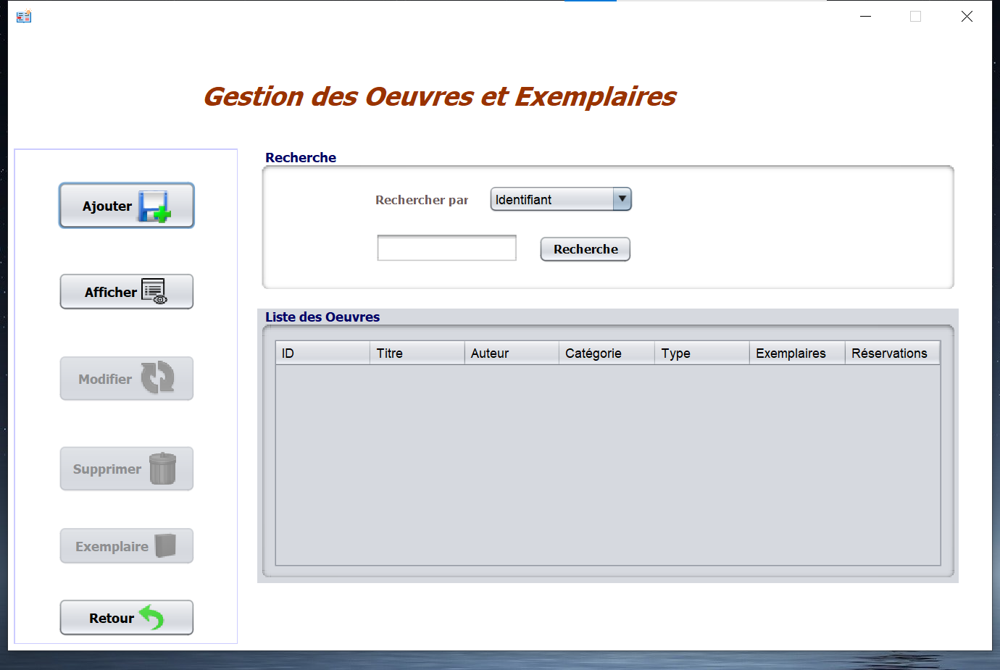 Gestion des Oeuvres et Exemplaires
Ajouter
Afficher
Modifier
Supprimer
Exemplaire
Retour
Recherche
Rechercher par Identifiant
Recherche
Liste des Oeuvres
ID Titre Auteur Catégorie Type Exemplaires Réservations